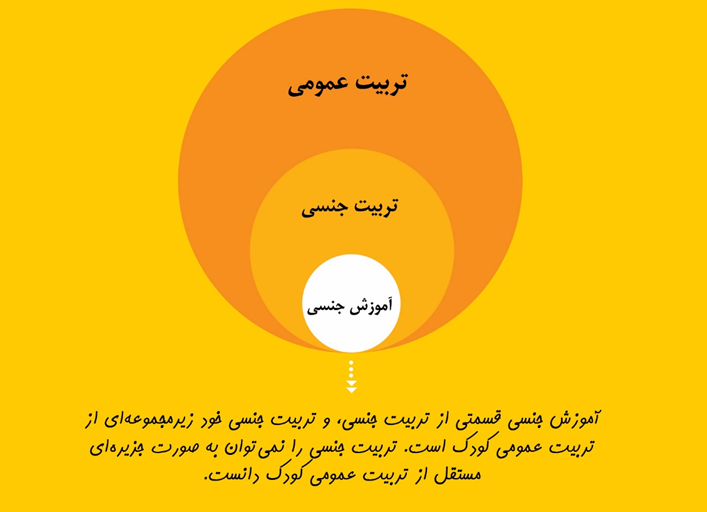 تربیت عمومی
تربیت جنسی
آموزش جنسی
آموزش جنسی قسمتی از تربیت جنسی، و تربیت جنسی خود زیرمجموعه‌ای از
تربیت عمومی کودک است. تربیت جنسی را نمی‌توان به صورت جزیره‌ای
مستقل از تربیت عمومی کودک دانست.